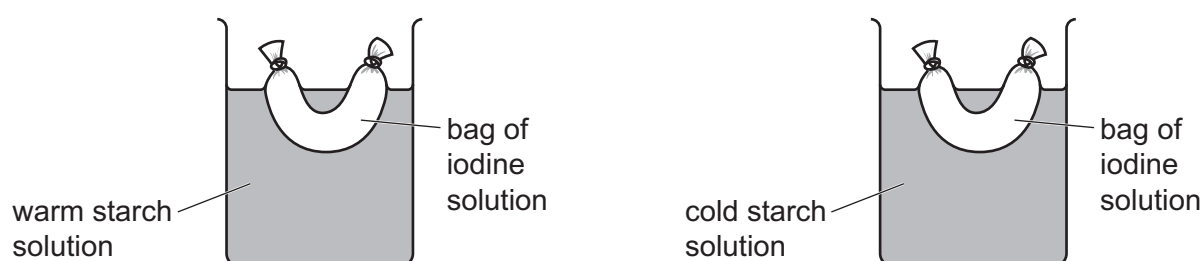 bag of
iodine
solution
warm starch
solution
bag of
iodine
solution
cold starch
solution